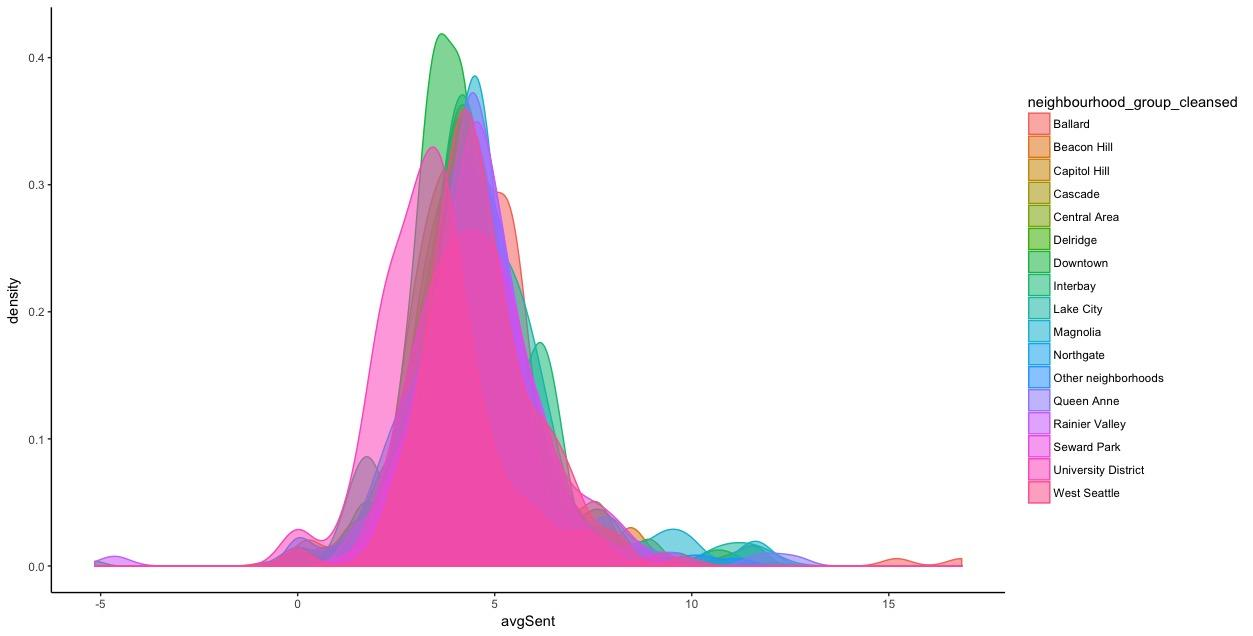 0.4
0.3
0.2
0.1
0.0
density
-5
0
5
10
15
avgSent
neighbourhood_group_cleansed
Ballard
Beacon Hill
Capitol Hill
Cascade
Central Area
Delridge
Downtown
Interbay
Lake City
Magnolia
Northgate
Other neighborhoods
Queen Anne
Rainier Valley
Seward Park
University District
West Seattle